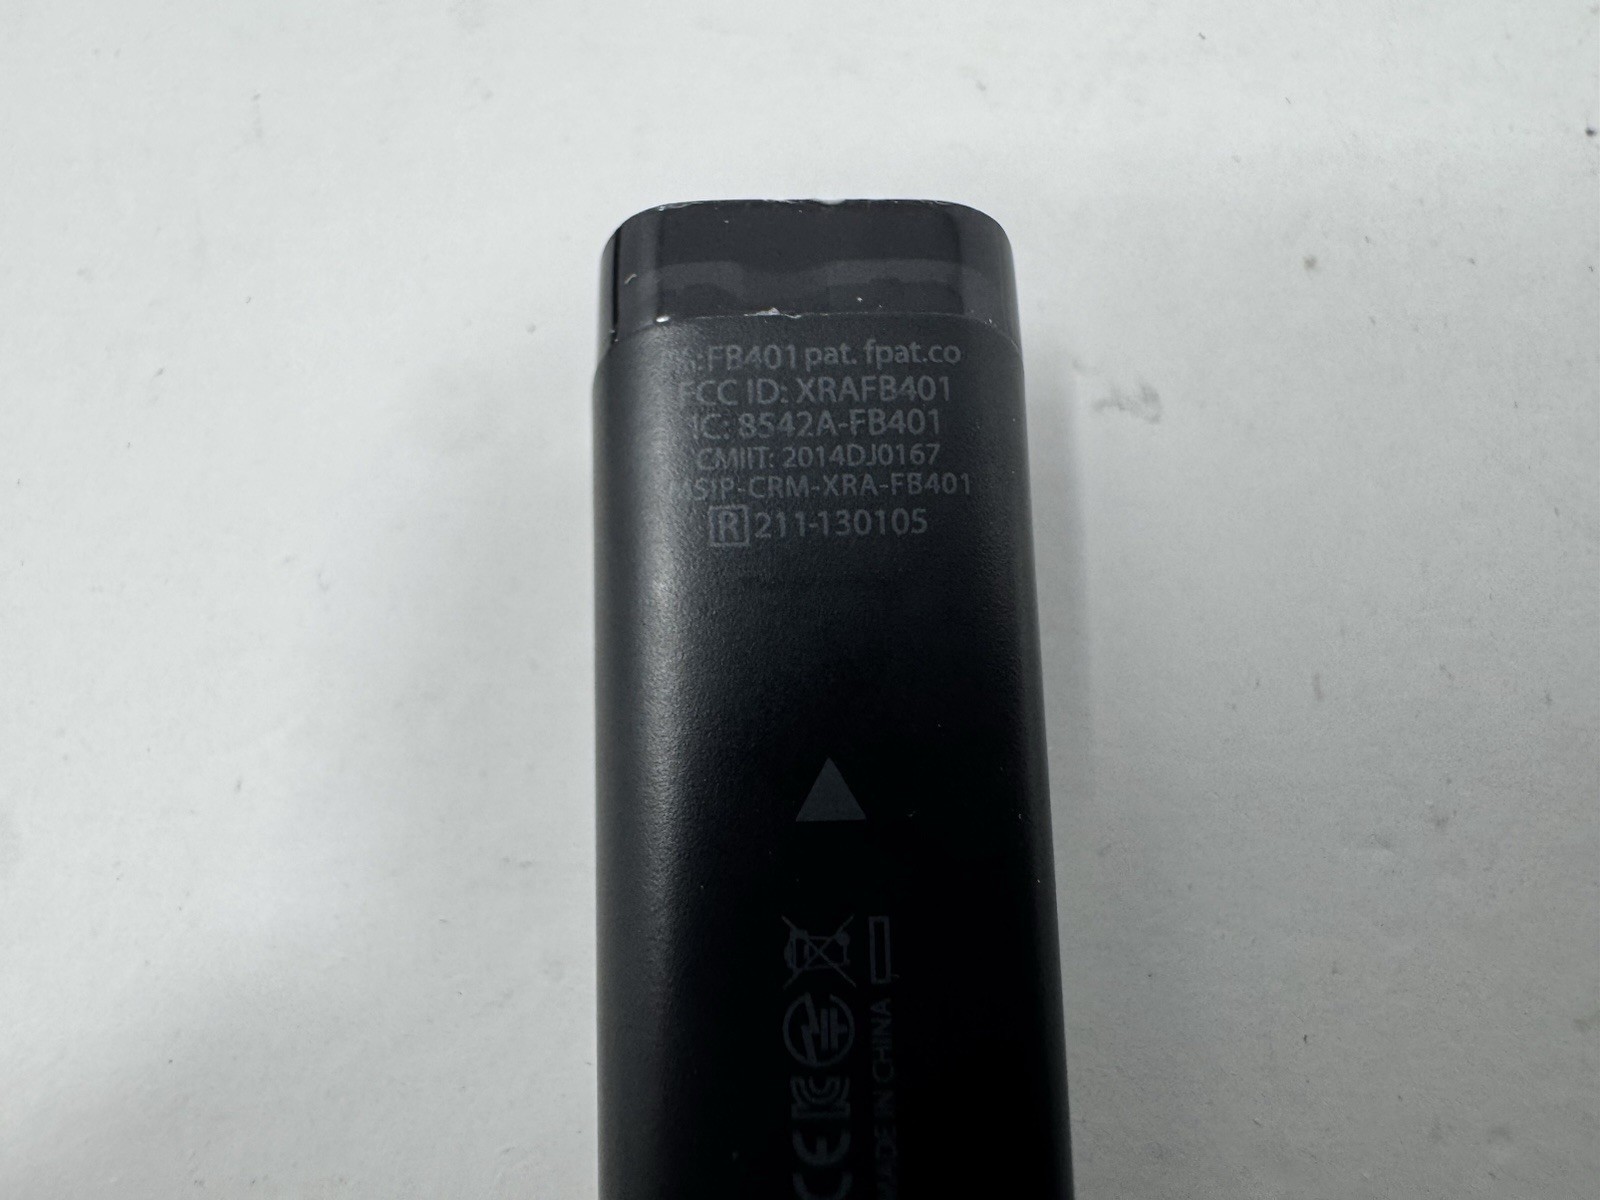 M:FB401 pat. fpat.co
FCC ID: XRAFB401
IC: 8542A-FB401
CMIIT: 2014DJ0167
MSIP-CRM-XRA-FB401
R 211-130105
CE
MADE IN CHINA